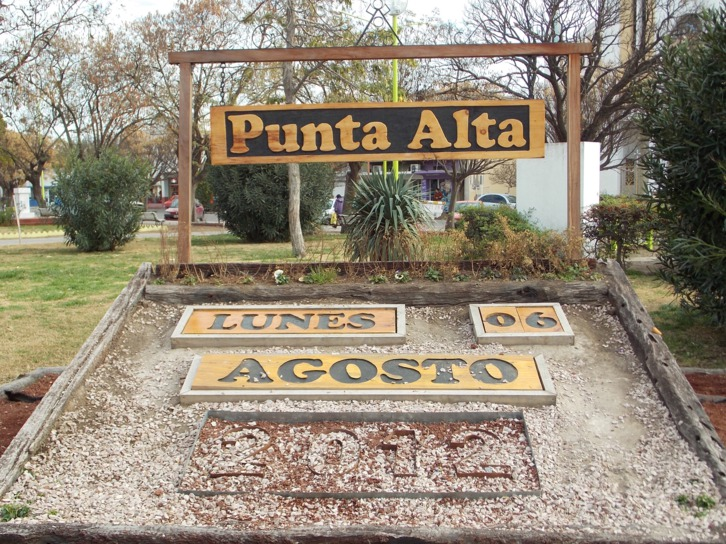 Punta Alta
LUNES 06
AGOSTO
2012